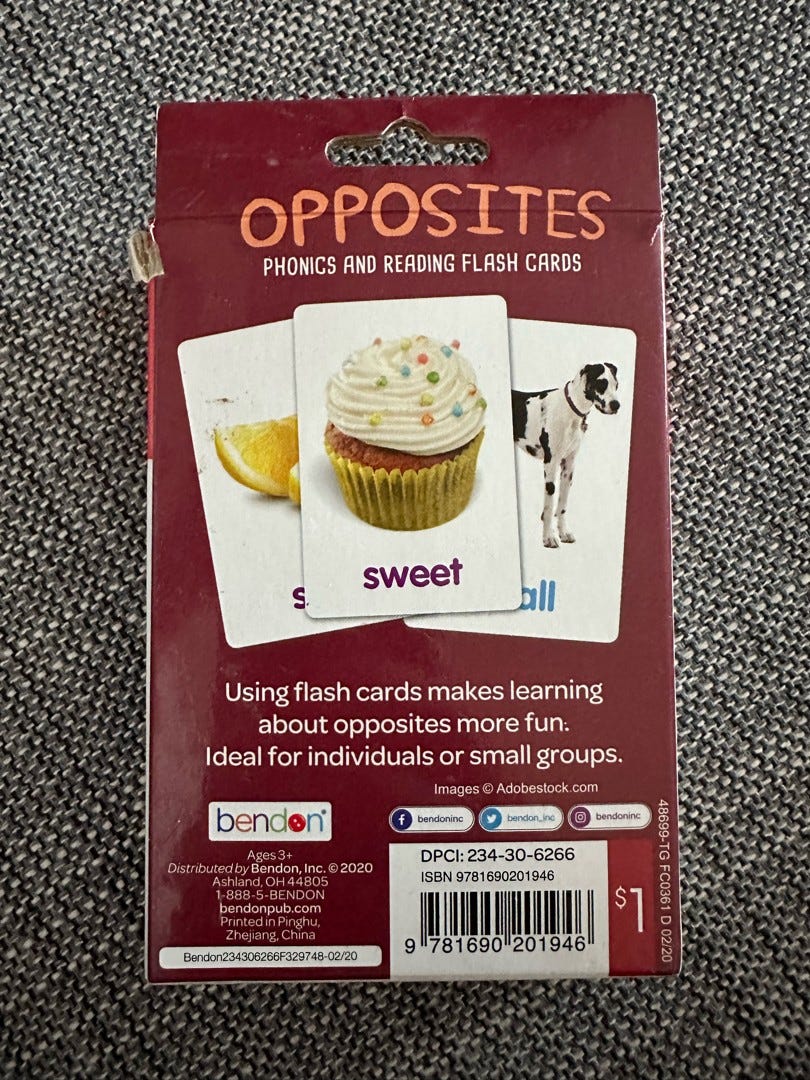 OPPOSITES
PHONICS AND READING FLASH CARDS
s
sweet
all
Using flash cards makes learning
about opposites more fun.
Ideal for individuals or small groups.
Images © Adobestock.com
bendon®
bendoninc
bendon_inc
bendoninc
Ages 3+
Distributed by Bendon, Inc. © 2020
Ashland, OH 44805
1-888-5-BENDON
bendonpub.com
Printed in Pinghu,
Zhejiang, China
Bendon234306266F329748-02/20
DPCI: 234-30-6266
ISBN 9781690201946
9 781690 201946
$1
48699-TG FC0361 D 02/20